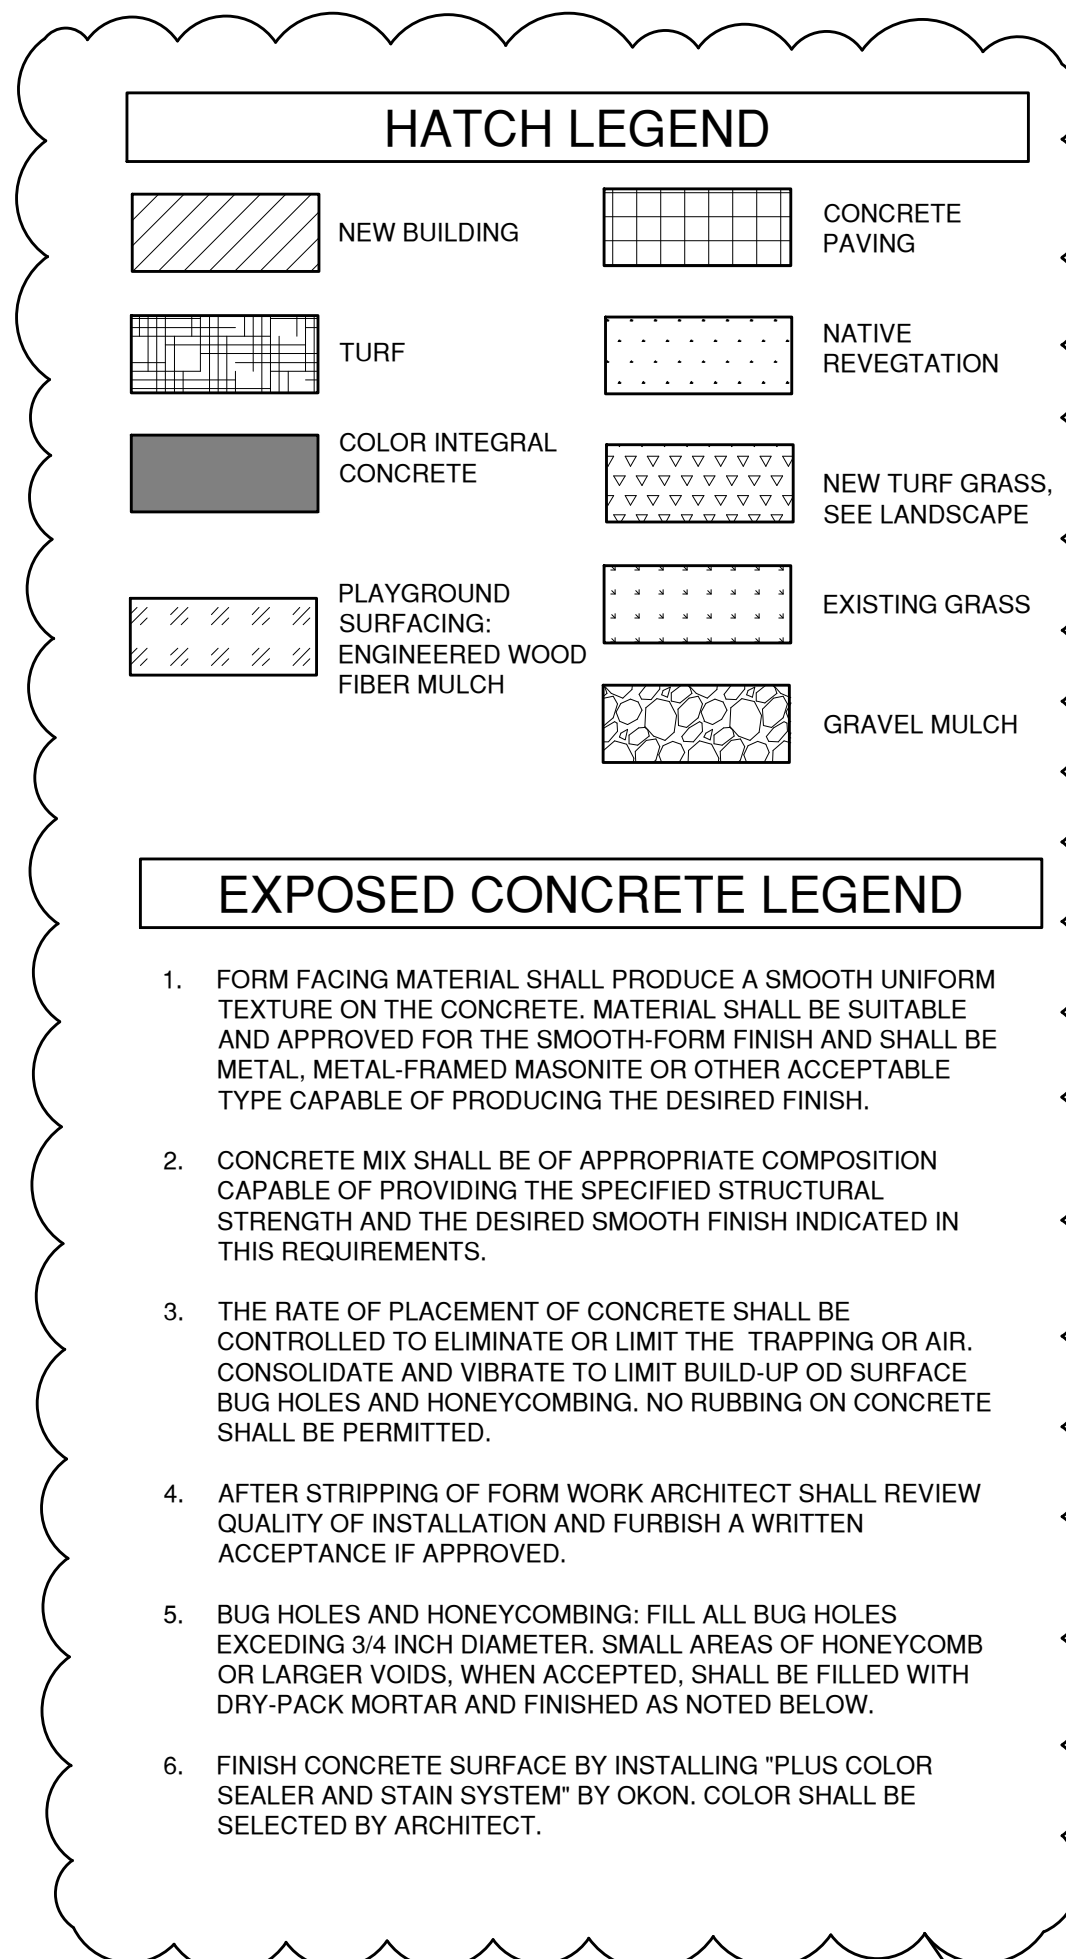 HATCH LEGEND
NEW BUILDING
TURF
COLOR INTEGRAL
CONCRETE
PLAYGROUND
SURFACING:
ENGINEERED WOOD
FIBER MULCH
CONCRETE
PAVING
NATIVE
REVEGTATION
NEW TURF GRASS,
SEE LANDSCAPE
EXISTING GRASS
GRAVEL MULCH
EXPOSED CONCRETE LEGEND
1. FORM FACING MATERIAL SHALL PRODUCE A SMOOTH UNIFORM
TEXTURE ON THE CONCRETE. MATERIAL SHALL BE SUITABLE
AND APPROVED FOR THE SMOOTH-FORM FINISH AND SHALL BE
METAL, METAL-FRAMED MASONITE OR OTHER ACCEPTABLE
TYPE CAPABLE OF PRODUCING THE DESIRED FINISH.
2. CONCRETE MIX SHALL BE OF APPROPRIATE COMPOSITION
CAPABLE OF PROVIDING THE SPECIFIED STRUCTURAL
STRENGTH AND THE DESIRED SMOOTH FINISH INDICATED IN
THIS REQUIREMENTS.
3. THE RATE OF PLACEMENT OF CONCRETE SHALL BE
CONTROLLED TO ELIMINATE OR LIMIT THE TRAPPING OR AIR.
CONSOLIDATE AND VIBRATE TO LIMIT BUILD-UP OD SURFACE
BUG HOLES AND HONEYCOMBING. NO RUBBING ON CONCRETE
SHALL BE PERMITTED.
4. AFTER STRIPPING OF FORM WORK ARCHITECT SHALL REVIEW
QUALITY OF INSTALLATION AND FURBISH A WRITTEN
ACCEPTANCE IF APPROVED.
5. BUG HOLES AND HONEYCOMBING: FILL ALL BUG HOLES
EXCEDING 3/4 INCH DIAMETER. SMALL AREAS OF HONEYCOMB
OR LARGER VOIDS, WHEN ACCEPTED, SHALL BE FILLED WITH
DRY-PACK MORTAR AND FINISHED AS NOTED BELOW.
6. FINISH CONCRETE SURFACE BY INSTALLING "PLUS COLOR
SEALER AND STAIN SYSTEM" BY OKON. COLOR SHALL BE
SELECTED BY ARCHITECT.